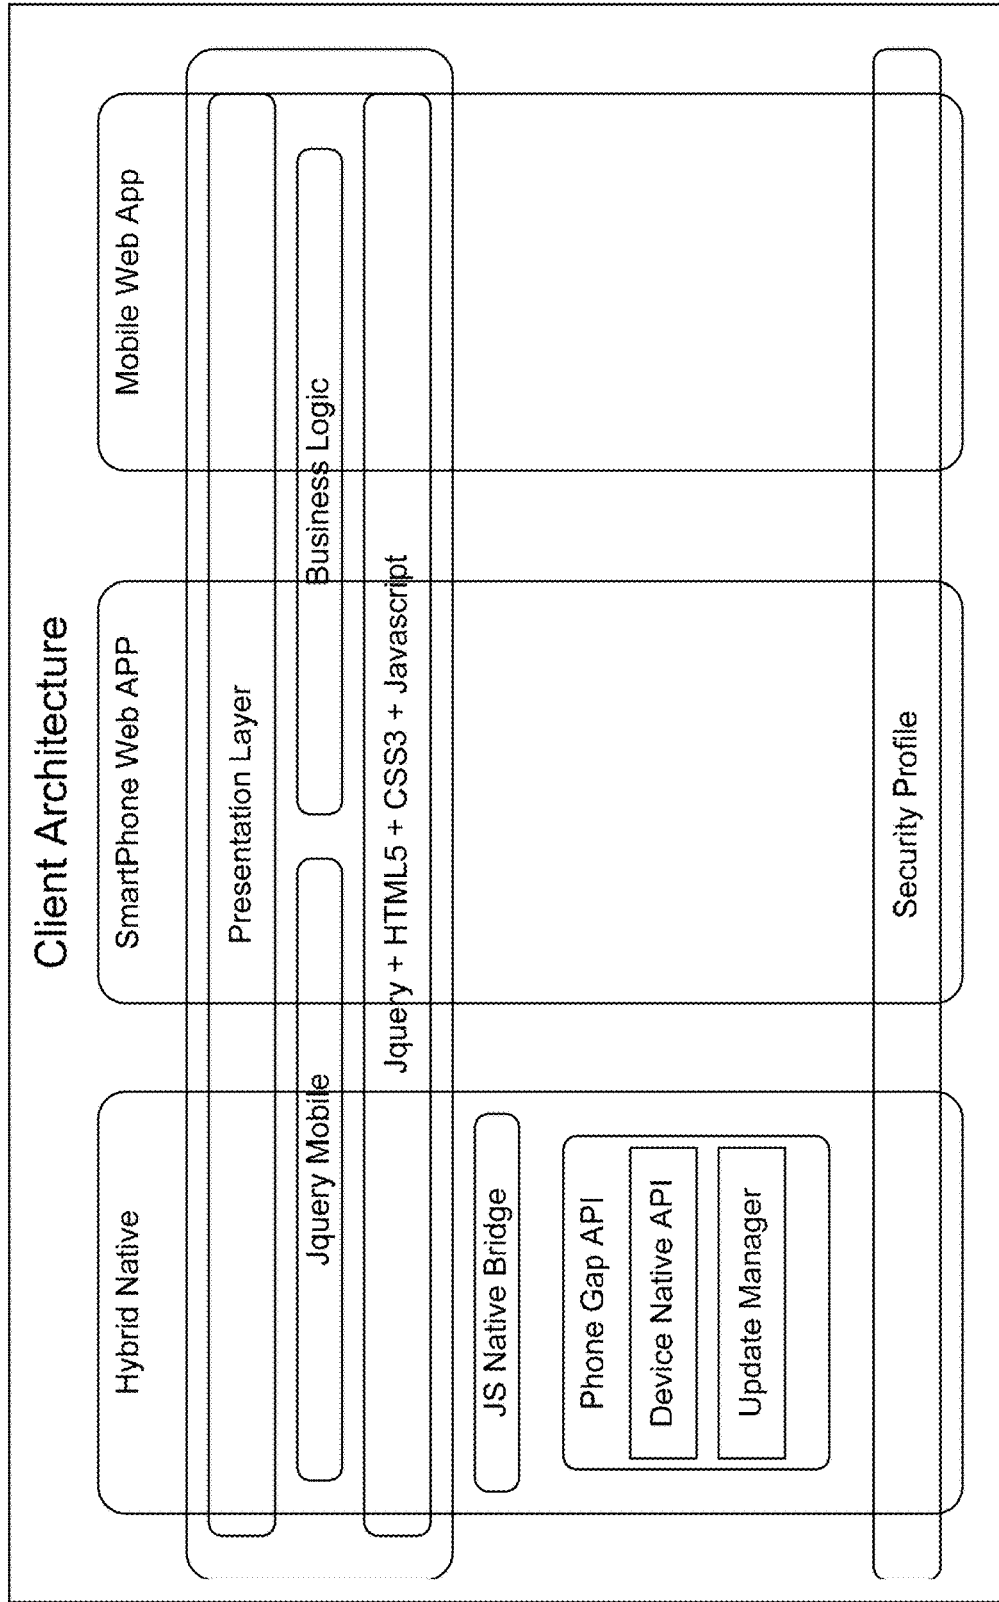 Client Architecture
Hybrid Native
SmartPhone Web APP
Mobile Web App
Presentation Layer
Jquery Mobile
Business Logic
Jquery + HTML5 + CSS3 + Javascript
JS Native Bridge
Phone Gap API
Device Native API
Update Manager
Security Profile